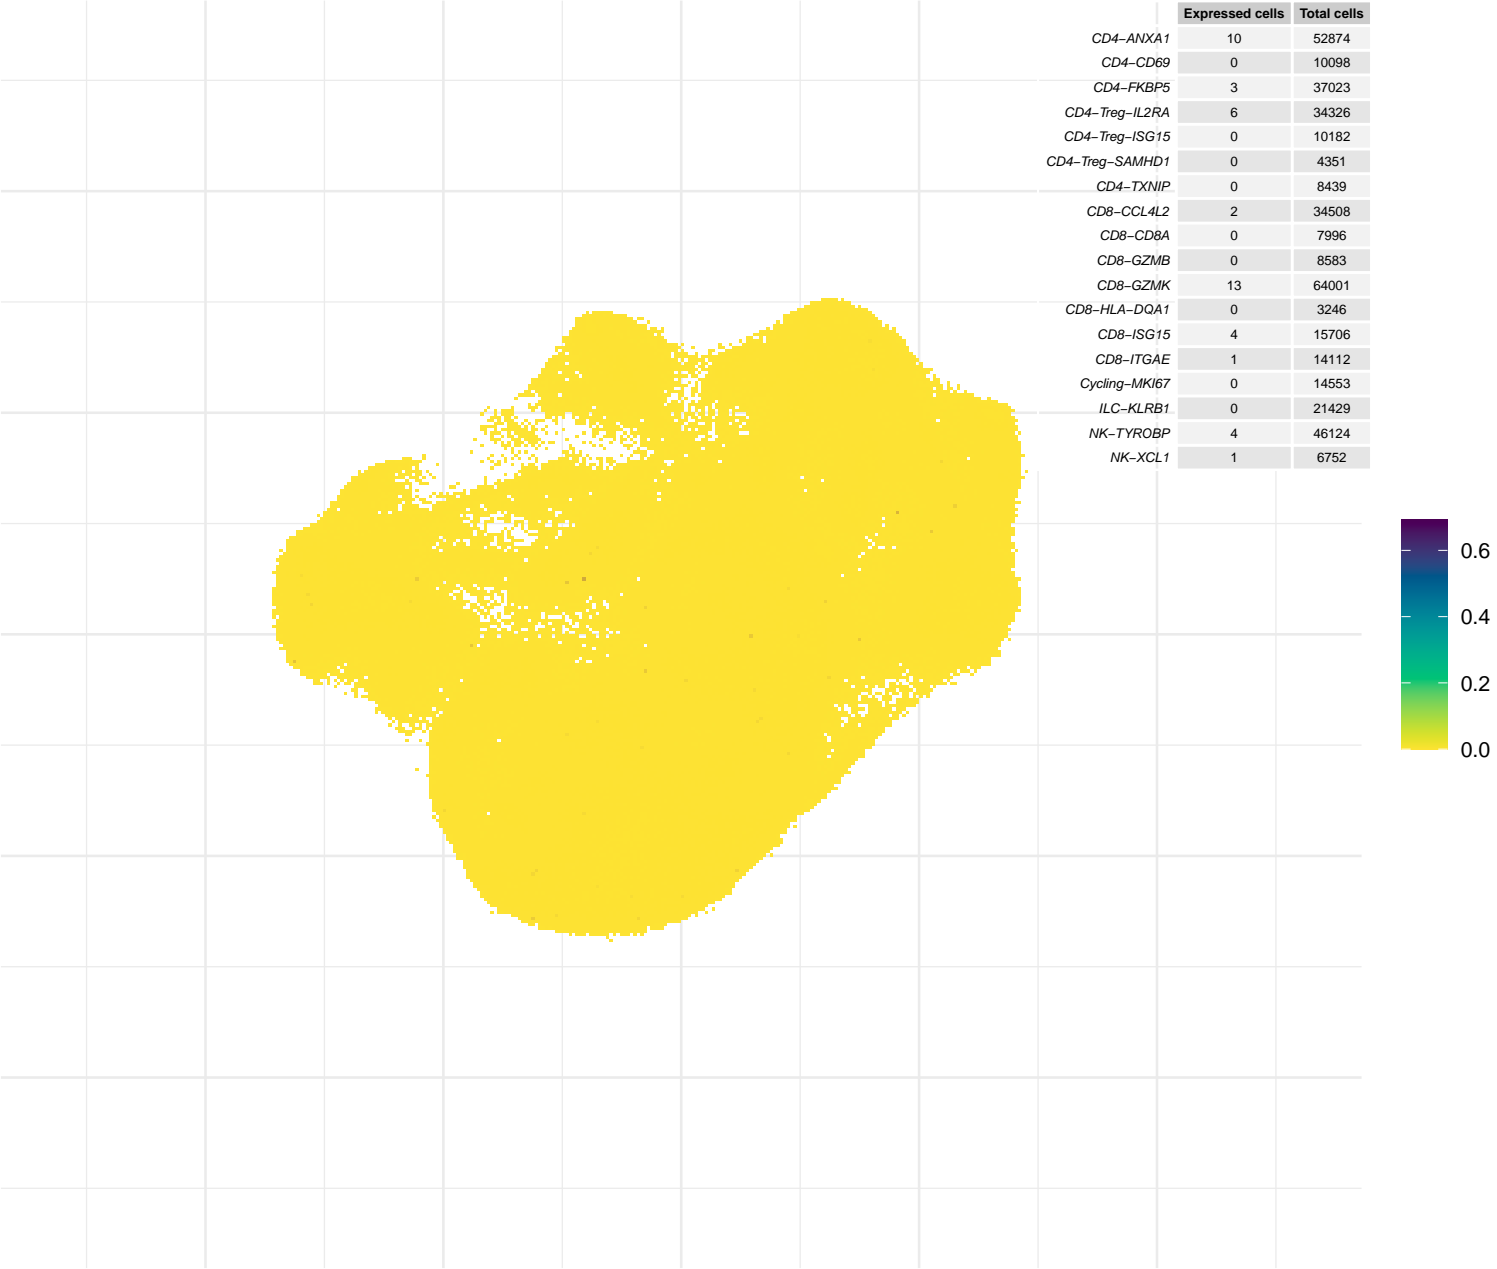 Expressed cells Total cells
CD4−ANXA1 10 52874
CD4−CD69 0 10098
CD4−FKBP5 3 37023
CD4−Treg−IL2RA 6 34326
CD4−Treg−ISG15 0 10182
CD4−Treg−SAMHD1 0 4351
CD4−TXNIP 0 8439
CD8−CCL4L2 2 34508
CD8−CD8A 0 7996
CD8−GZMB 0 8583
CD8−GZMK 13 64001
CD8−HLA−DQA1 0 3246
CD8−ISG15 4 15706
CD8−ITGAE 1 14112
Cycling−MKI67 0 14553
ILC−KLRB1 0 21429
NK−TYROBP 4 46124
NK−XCL1 1 6752
0.6
0.4
0.2
0.0